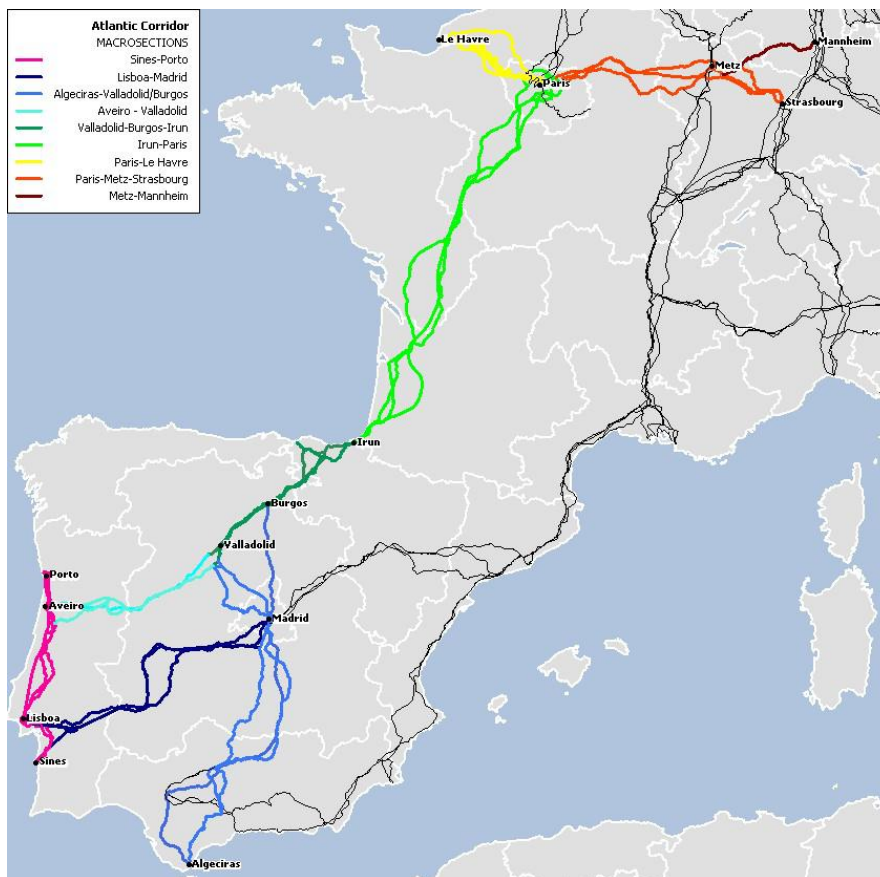 Atlantic Corridor
MACROSECTIONS
Sines-Porto
Lisboa-Madrid
Algeciras-Valladolid/Burgos
Aveiro - Valladolid
Valladolid-Burgos-Irun
Irun-Paris
Paris-Le Havre
Paris-Metz-Strasbourg
Metz-Mannheim
Le Havre
Mannheim
Metz
Paris
Strasbourg
Irun
Burgos
Valladolid
Porto
Aveiro
Madrid
Lisboa
Sines
Algeciras